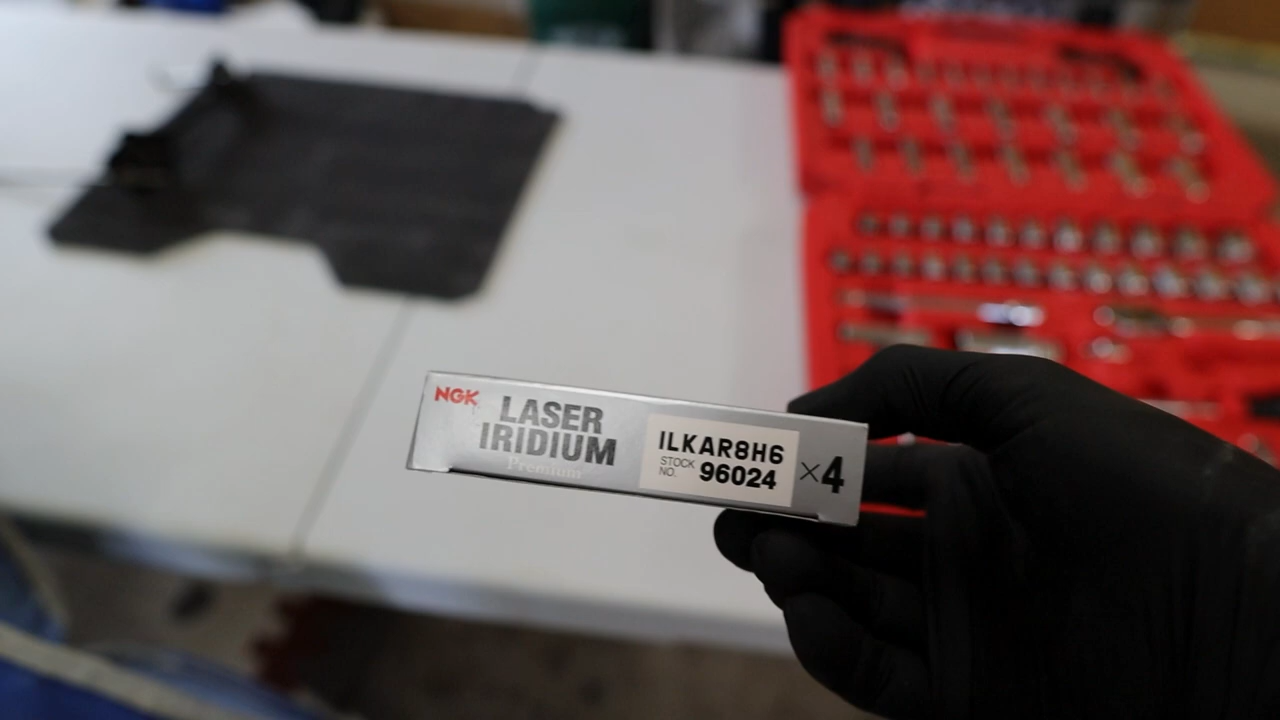 NGK
LASER
IRIDIUM
Premium
ILKAR8H6
STOCK
NO. 96024
×4